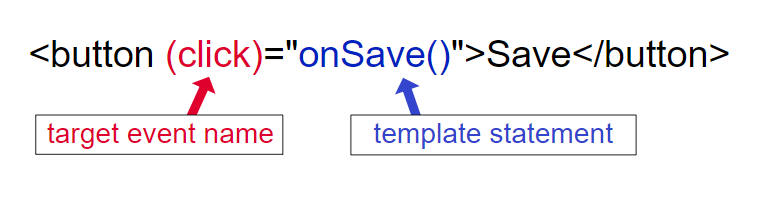 <button (click)="onSave()">Save</button>
target event name
template statement